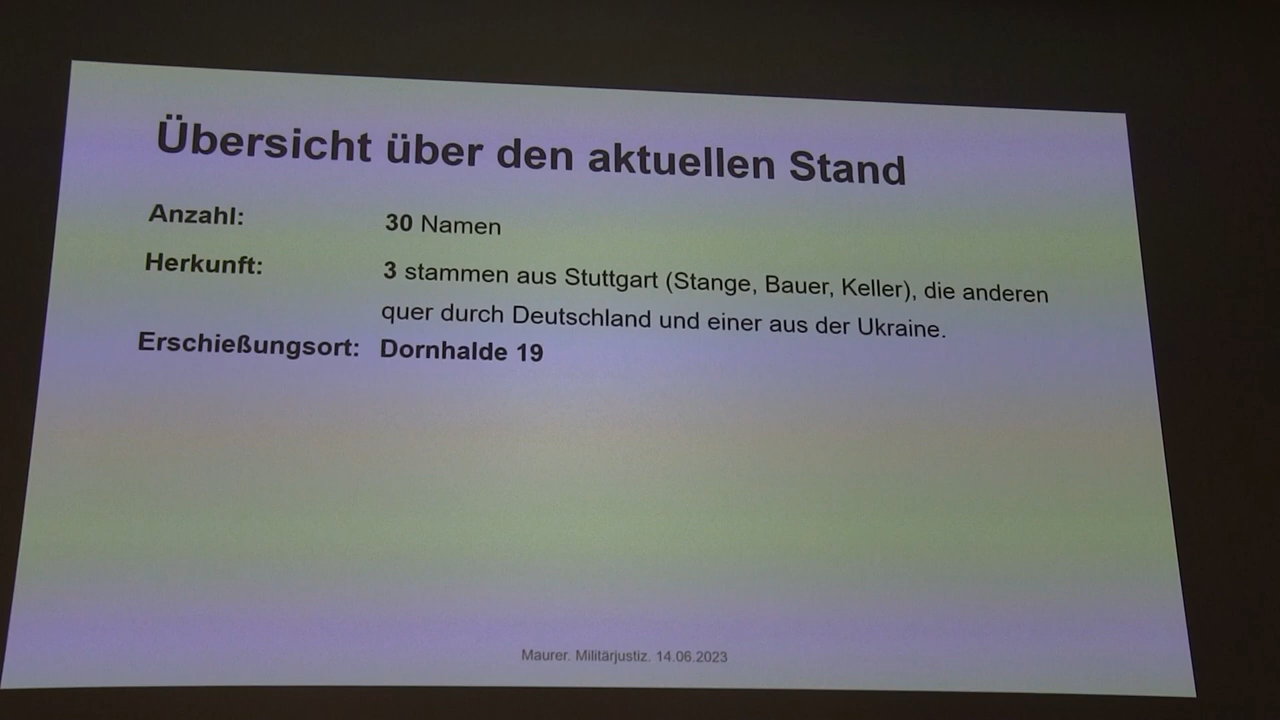 Übersicht über den aktuellen Stand
Anzahl: 30 Namen
Herkunft: 3 stammen aus Stuttgart (Stange, Bauer, Keller), die anderen
quer durch Deutschland und einer aus der Ukraine.
Erschießungsort: Dornhalde 19
Maurer. Militärjustiz. 14.06.2023